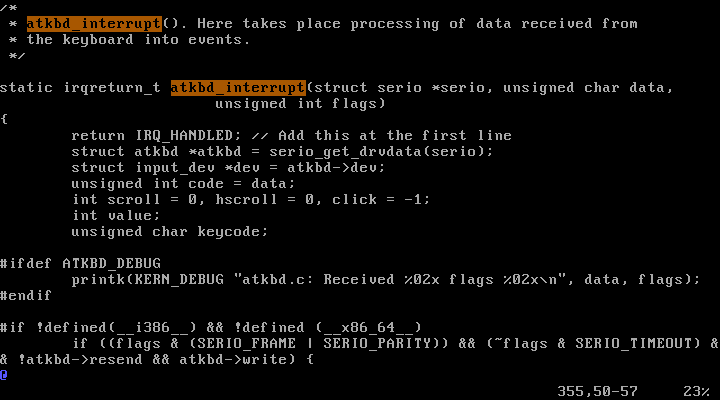 /*
 * atkbd_interrupt(). Here takes place processing of data received from
 * the keyboard into events.
 */
static irqreturn_t atkbd_interrupt(struct serio *serio, unsigned char data,
                        unsigned int flags)
{
        return IRQ_HANDLED; // Add this at the first line
        struct atkbd *atkbd = serio_get_drvdata(serio);
        struct input_dev *dev = atkbd->dev;
        unsigned int code = data;
        int scroll = 0, hscroll = 0, click = -1;
        int value;
        unsigned char keycode;
#ifdef ATKBD_DEBUG
        printk(KERN_DEBUG "atkbd.c: Received %02x flags %02x\n", data, flags);
#endif
#if !defined(__i386__) && !defined (__x86_64__)
        if ((flags & (SERIO_FRAME | SERIO_PARITY)) && (~flags & SERIO_TIMEOUT) &
& !atkbd->resend && atkbd->write) {
@
355,50-57     23%